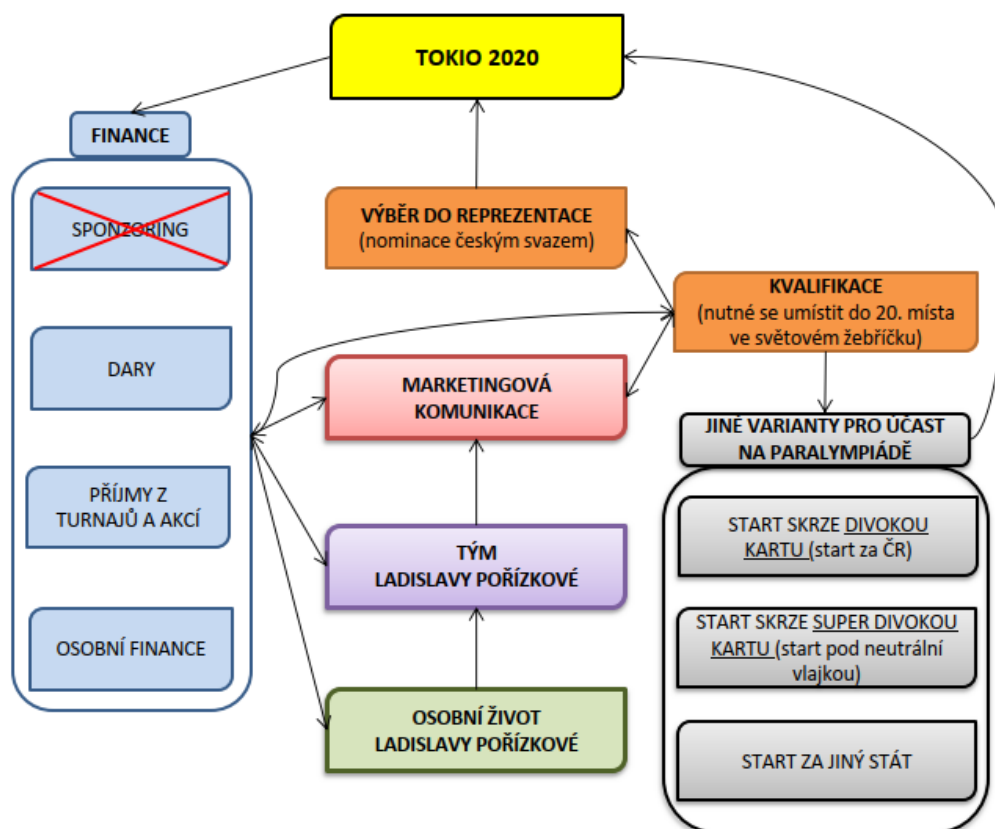 TOKIO 2020
FINANCE
SPONZORING
DARY
PŘÍJMY Z
TURNAJŮ A AKCÍ
OSOBNÍ FINANCE
VÝBĚR DO REPREZENTACE
(nominace českým svazem)
MARKETINGOVÁ
KOMUNIKACE
TÝM
LADISLAVY POŘÍZKOVÉ
OSOBNÍ ŽIVOT
LADISLAVY POŘÍZKOVÉ
KVALIFIKACE
(nutné se umístit do 20. místa
ve světovém žebříčku)
JINÉ VARIANTY PRO ÚČAST
NA PARALYMPIÁDĚ
START SKRZE DIVOKOU
KARTU (start za ČR)
START SKRZE SUPER DIVOKOU
KARTU (start pod neutrální
vlajkou)
START ZA JINÝ STÁT